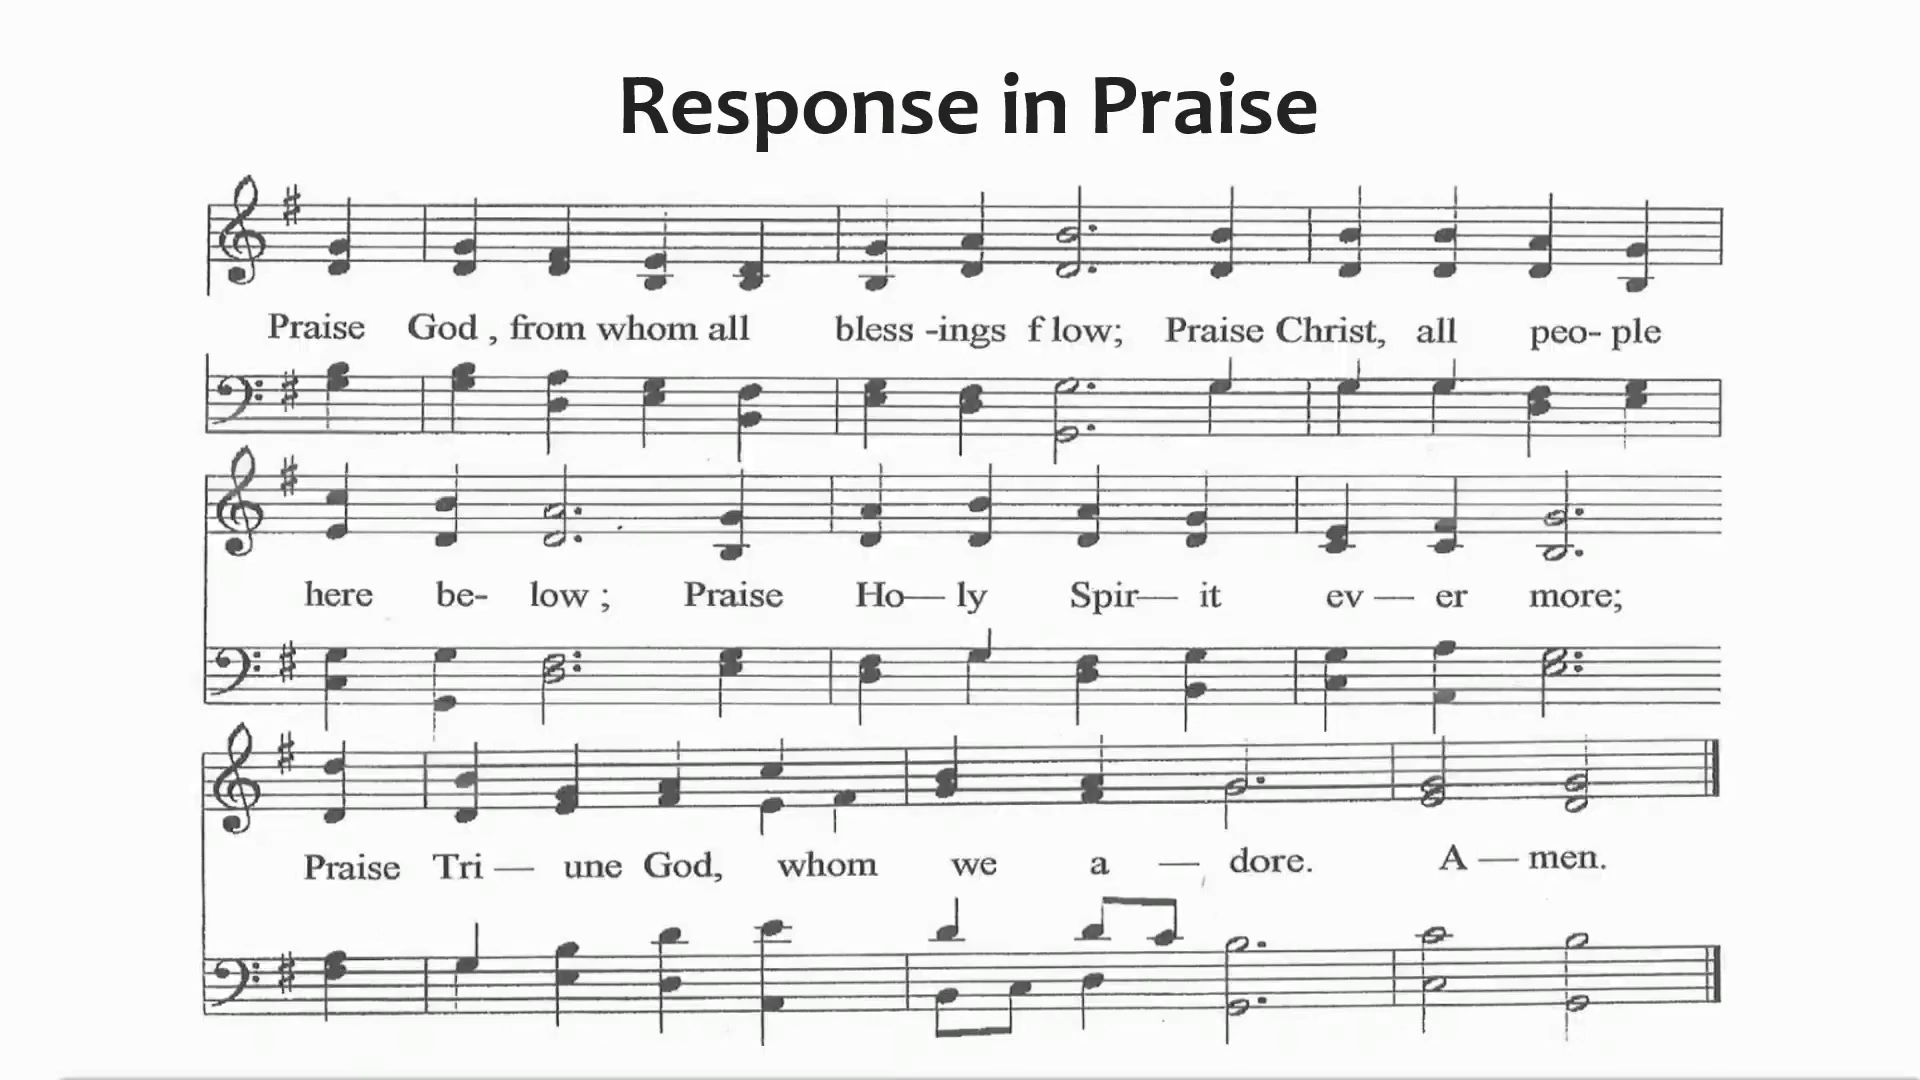 Response in Praise
Praise God , from whom all bless -ings f low; Praise Christ, all peo- ple
here be- low ; Praise Ho— ly Spir— it ev — er more;
Praise Tri — une God, whom we a — dore. A — men.